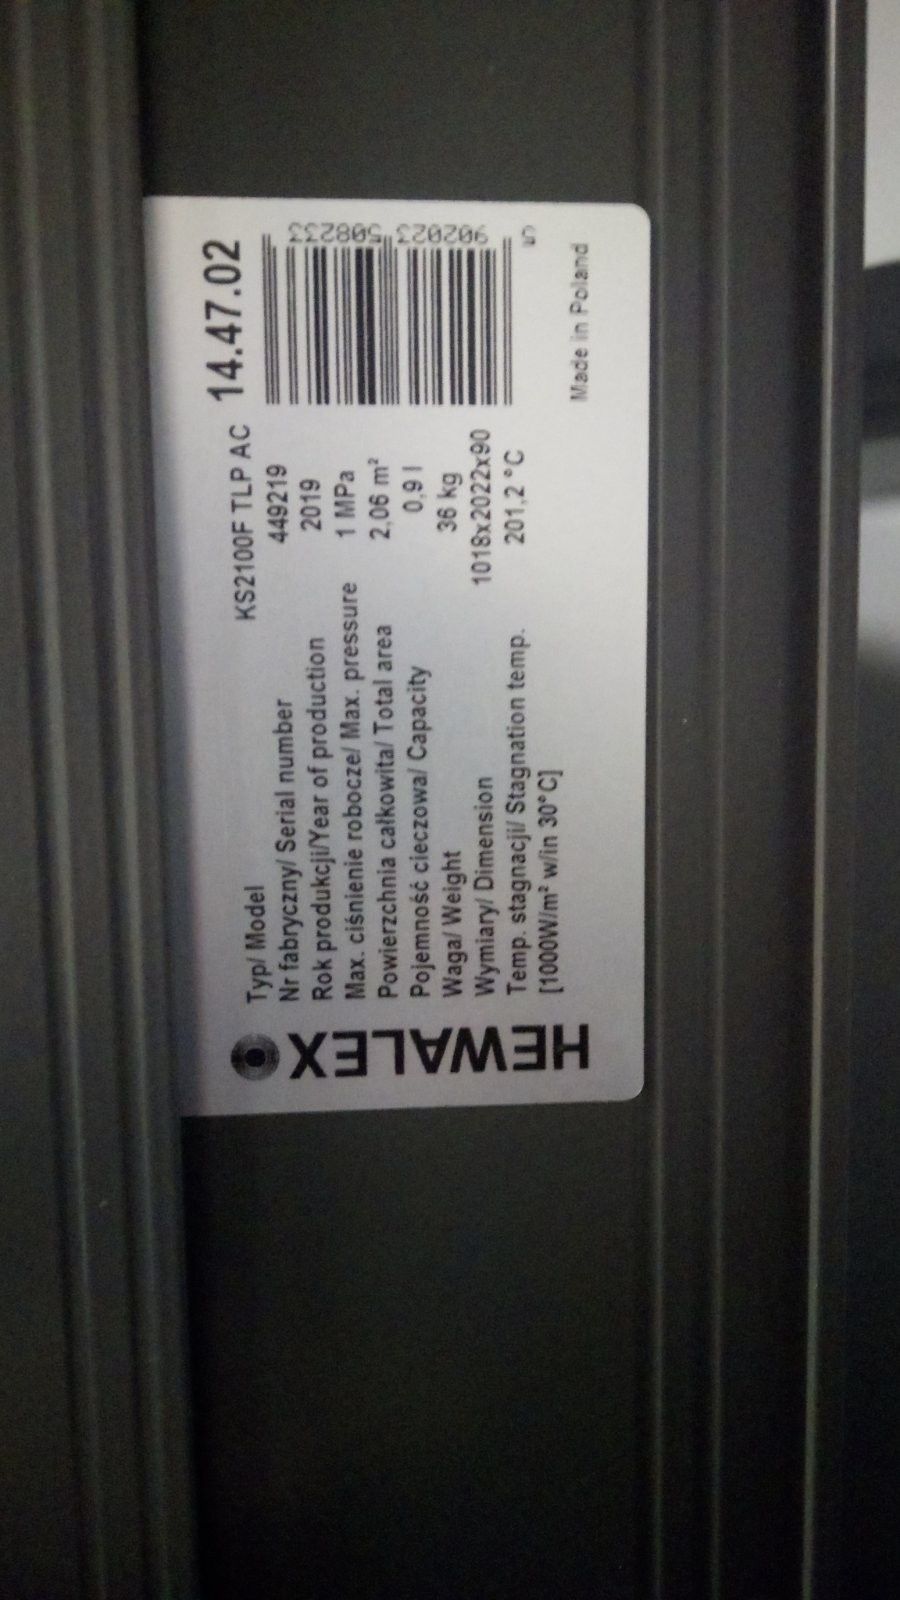 HEWALEX
Typ/ Model KS2100F TLP AC 14.47.02
Nr fabryczny/ Serial number 449219
Rok produkcji/Year of production 2019
Max. ciśnienie robocze/ Max. pressure 1 MPa
Powierzchnia całkowita/ Total area 2,06 m²
Pojemność cieczowa/ Capacity 0,9 l
Waga/ Weight 36 kg
Wymiary/ Dimension 1018x2022x90
Temp. stagnacji/ Stagnation temp. 201,2 °C
[1000W/m² w/in 30°C]
5
902023 508233
Made in Poland